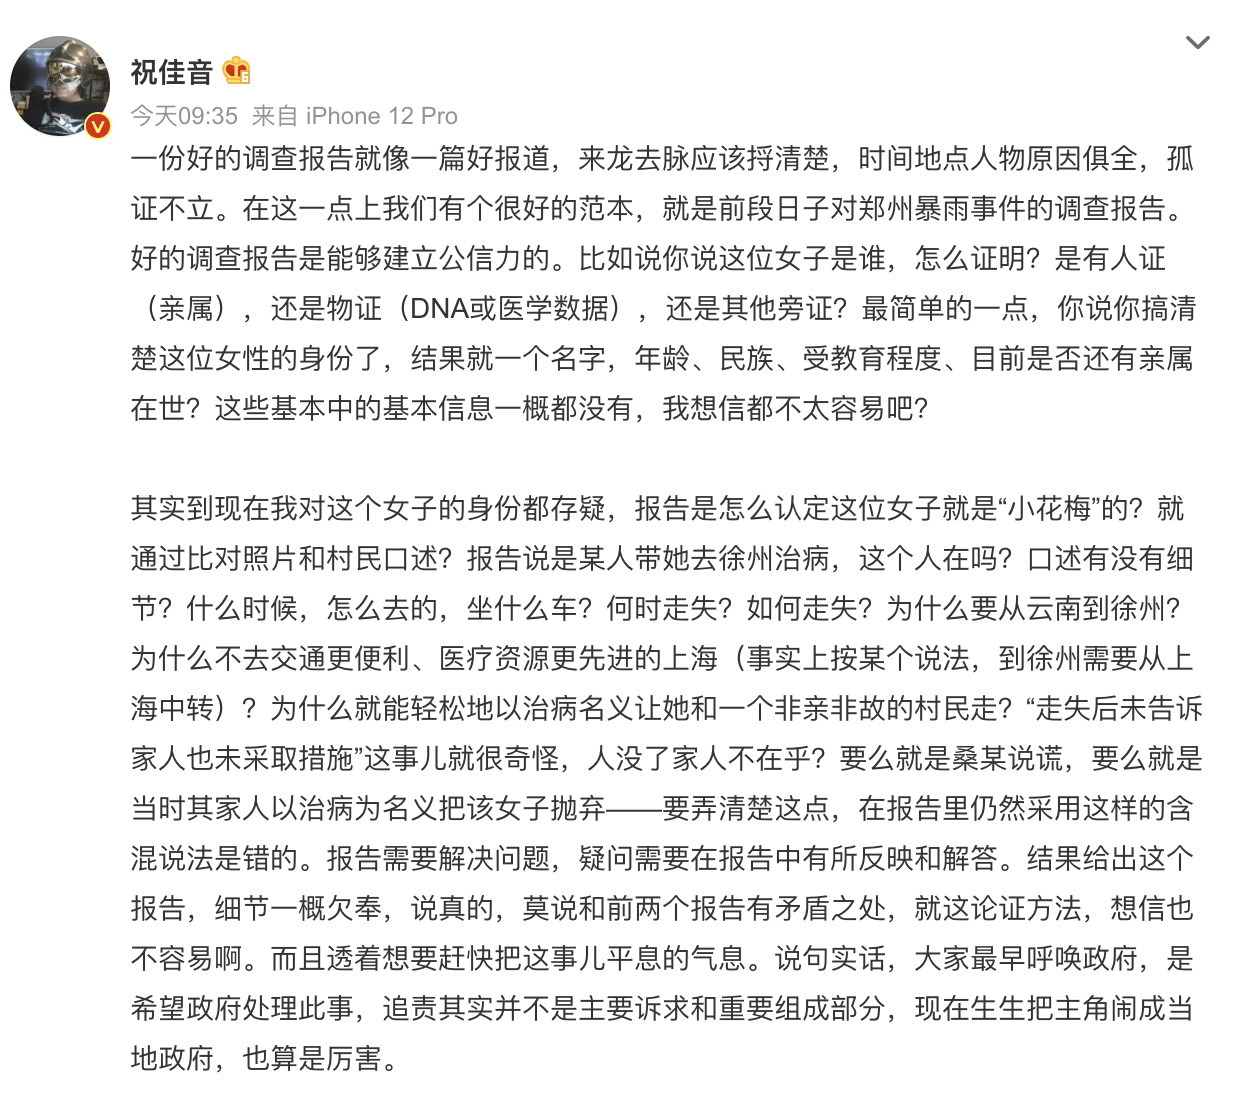 祝佳音
今天09:35 来自 iPhone 12 Pro
一份好的调查报告就像一篇好报道，来龙去脉应该捋清楚，时间地点人物原因俱全，孤
证不立。在这一点上我们有个很好的范本，就是前段日子对郑州暴雨事件的调查报告。
好的调查报告是能够建立公信力的。比如说你说这位女子是谁，怎么证明？是有人证
（亲属），还是物证（DNA或医学数据），还是其他旁证？最简单的一点，你说你搞清
楚这位女性的身份了，结果就一个名字，年龄、民族、受教育程度、目前是否还有亲属
在世？这些基本中的基本信息一概都没有，我想信都不太容易吧？
其实到现在我对这个女子的身份都存疑，报告是怎么认定这位女子就是“小花梅”的？就
通过比对照片和村民口述？报告说是某人带她去徐州治病，这个人在吗？口述有没有细
节？什么时候，怎么去的，坐什么车？何时走失？如何走失？为什么要从云南到徐州？
为什么不去交通更便利、医疗资源更先进的上海（事实上按某个说法，到徐州需要从上
海中转）？为什么就能轻松地以治病名义让她和一个非亲非故的村民走？“走失后未告诉
家人也未采取措施”这事儿就很奇怪，人没了家人不在乎？要么就是桑某说谎，要么就是
当时其家人以治病为名义把该女子抛弃——要弄清楚这点，在报告里仍然采用这样的含
混说法是错的。报告需要解决问题，疑问需要在报告中有所反映和解答。结果给出这个
报告，细节一概欠奉，说真的，莫说和前两个报告有矛盾之处，就这论证方法，想信也
不容易啊。而且透着想要赶快把这事儿平息的气息。说句实话，大家最早呼唤政府，是
希望政府处理此事，追责其实并不是主要诉求和重要组成部分，现在生生把主角闹成当
地政府，也算是厉害。